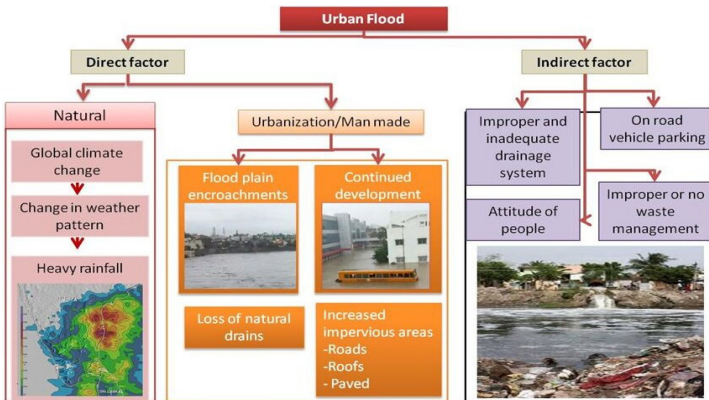 Urban Flood
Direct factor
Indirect factor
Natural
Global climate
change
Change in weather
pattern
Heavy rainfall
Urbanization/Man made
Flood plain
encroachments
Continued
development
Loss of natural
drains
Increased
impervious areas
-Roads
-Roofs
- Paved
Improper and
inadequate
drainage
system
On road
vehicle parking
Attitude of
people
Improper or no
waste
management